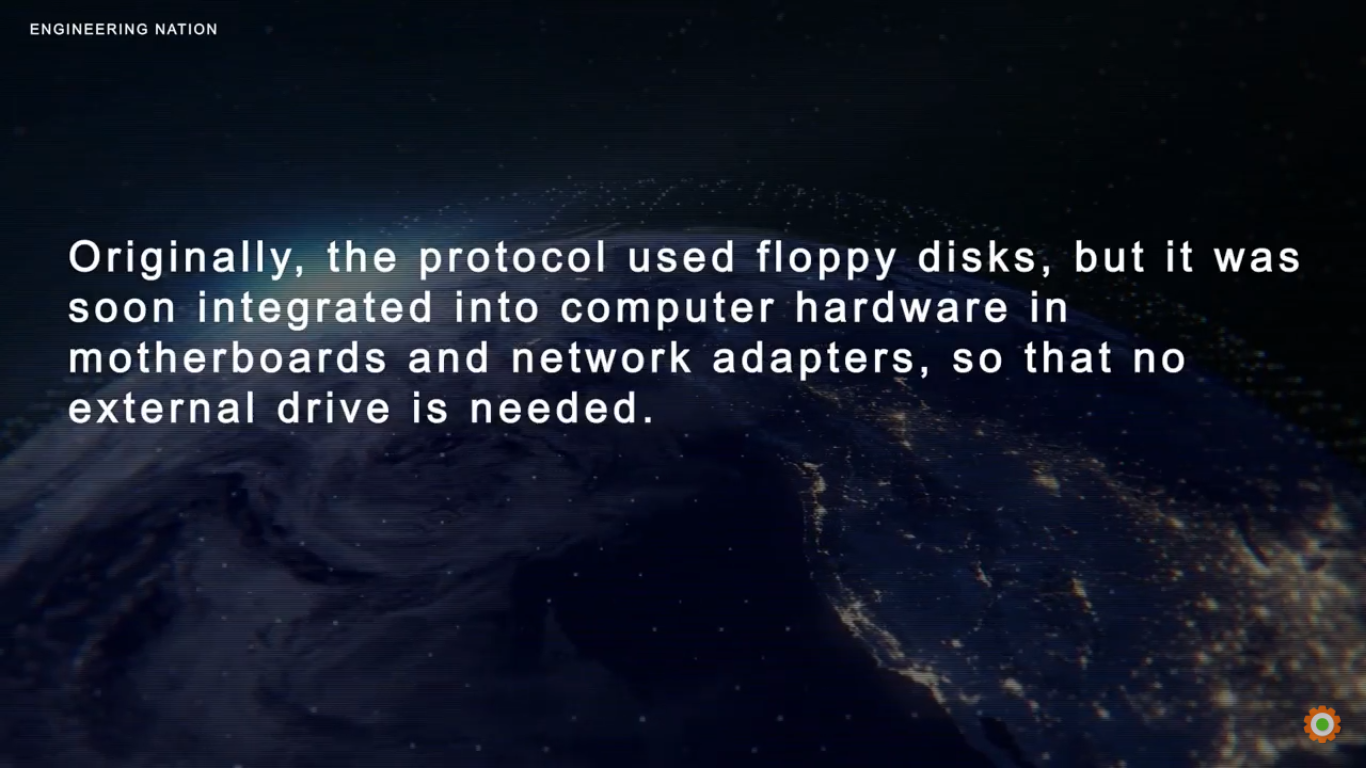 ENGINEERING NATION
Originally, the protocol used floppy disks, but it was
soon integrated into computer hardware in
motherboards and network adapters, so that no
external drive is needed.